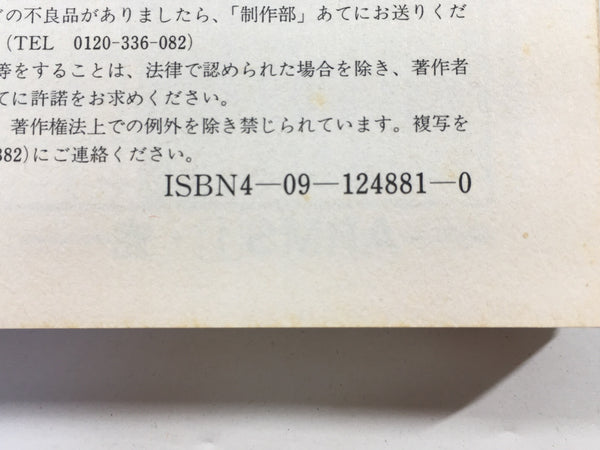 どの不良品がありましたら、「制作部」あてにお送りくだ
(TEL 0120-336-082)
等をすることは、法律で認められた場合を除き、著作者
てに許諾をお求めください。
、著作権法上での例外を除き禁じられています。複写を
382)にご連絡ください。
ISBN4—09—124881—0